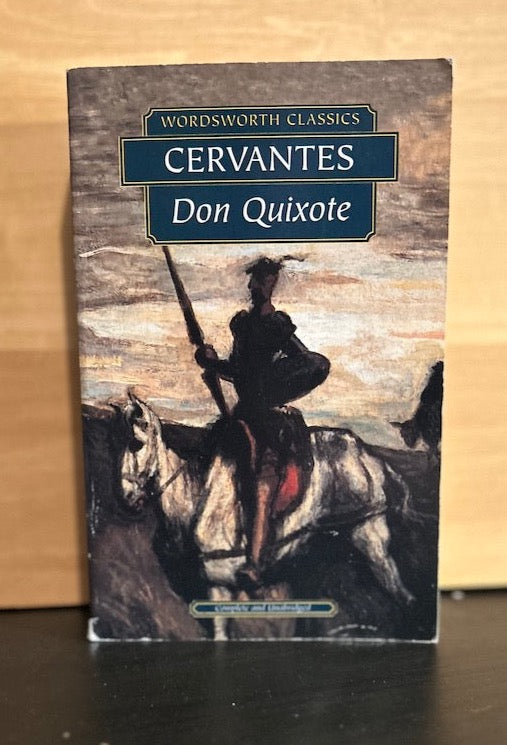 WORDSWORTH CLASSICS
CERVANTES
Don Quixote
Complete and Unabridged